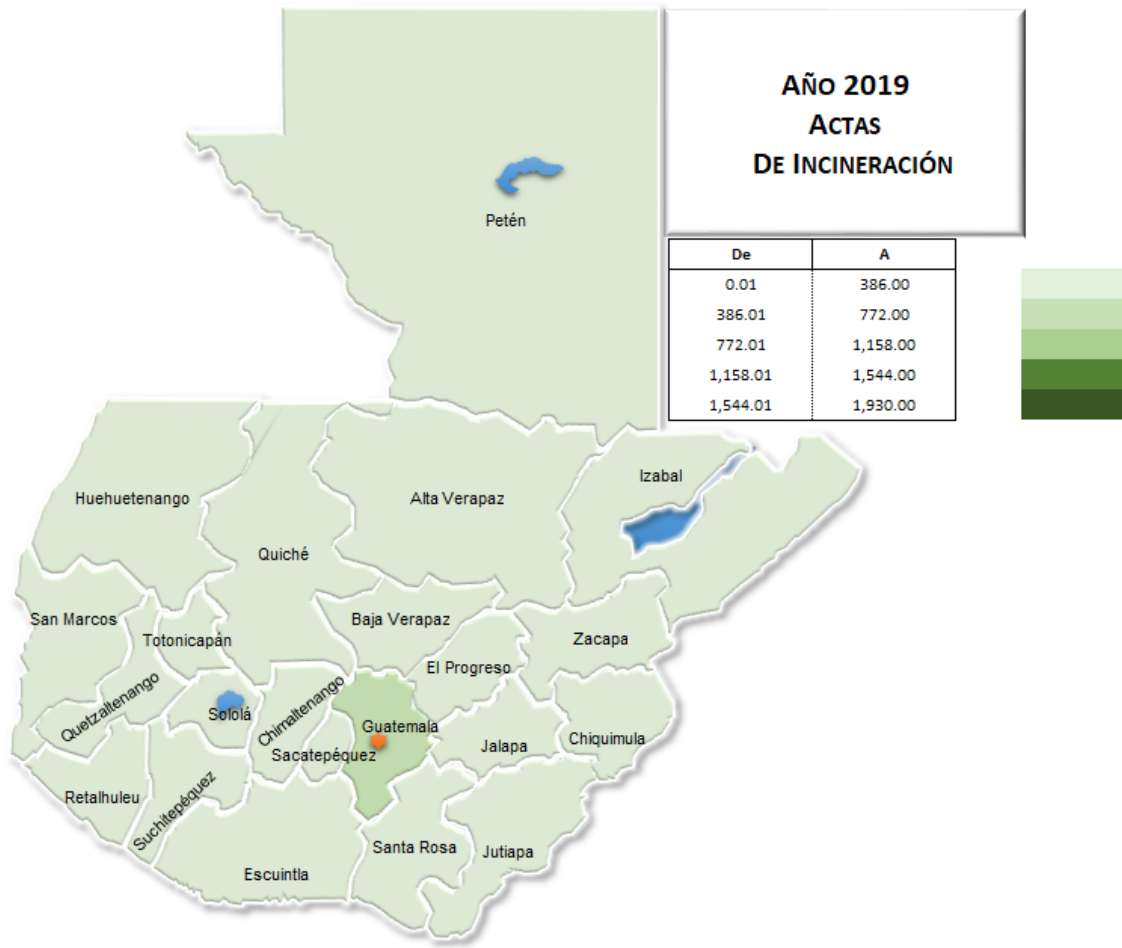 AÑO 2019
ACTAS
DE INCINERACIÓN
De A
0.01 386.00
386.01 772.00
772.01 1,158.00
1,158.01 1,544.00
1,544.01 1,930.00
Petén
Izabal
Huehuetenango
Alta Verapaz
Quiché
San Marcos
Totonicapán
Baja Verapaz
Zacapa
El Progreso
Quetzaltenango
Sololá
Chimaltenango
Guatemala
Sacatepéquez
Jalapa
Chiquimula
Retalhuleu
Suchitepéquez
Santa Rosa
Jutiapa
Escuintla